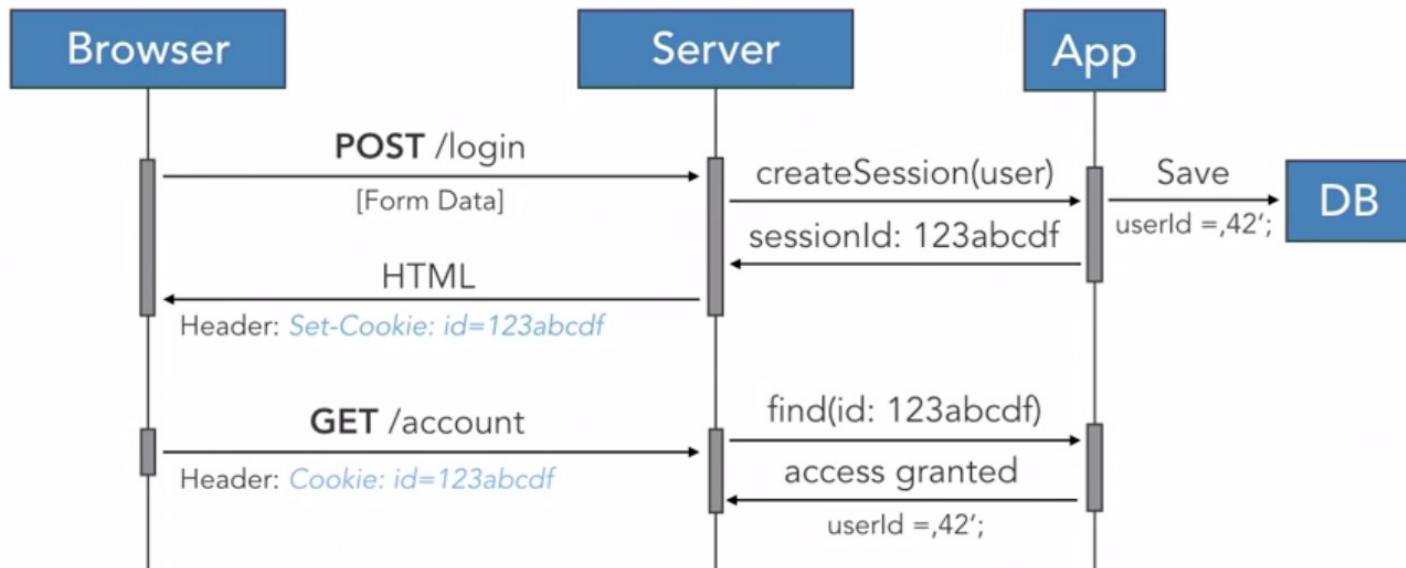 Browser
Server
App
POST /login
[Form Data]
createSession(user)
Save
userId =‚42‘;
DB
sessionId: 123abcdf
HTML
Header: Set-Cookie: id=123abcdf
GET /account
Header: Cookie: id=123abcdf
find(id: 123abcdf)
access granted
userId =‚42‘;